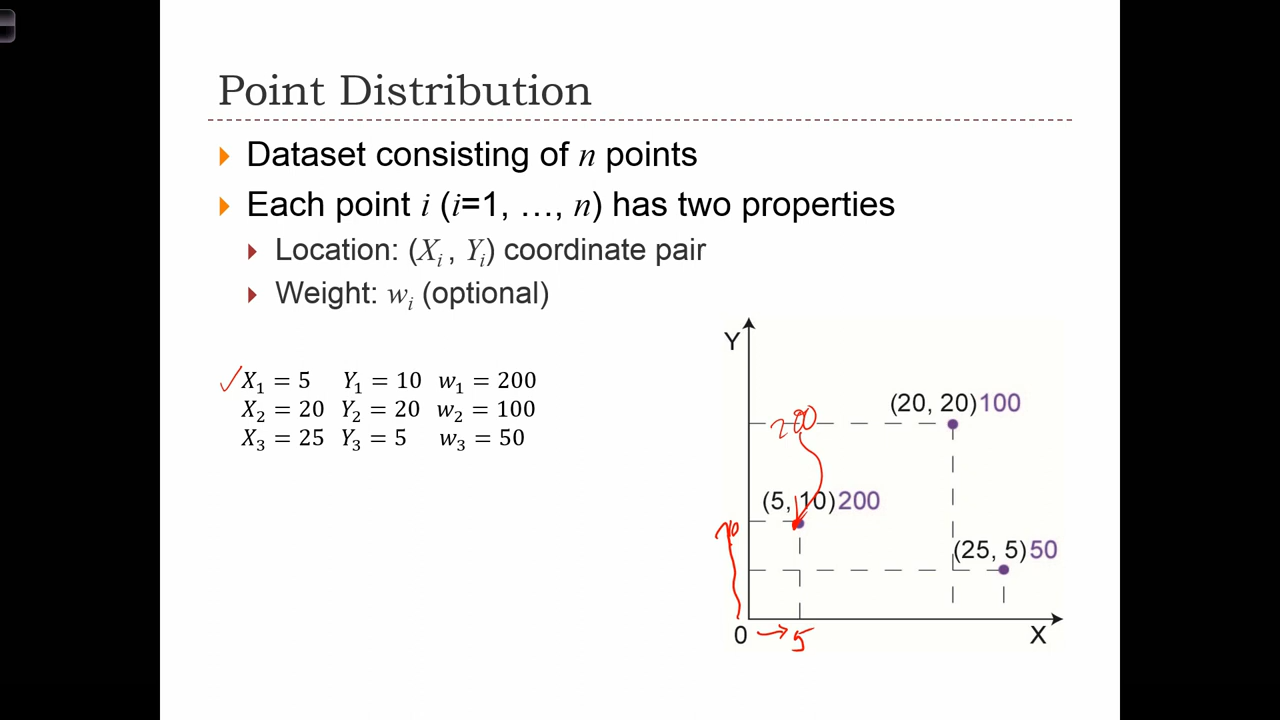 Point Distribution
Dataset consisting of n points
Each point i (i=1, …, n) has two properties
Location: (Xi , Yi) coordinate pair
Weight: wi (optional)
X1 = 5 Y1 = 10 w1 = 200
X2 = 20 Y2 = 20 w2 = 100
X3 = 25 Y3 = 5 w3 = 50
Y
(20, 20)100
200
(5, 10)200
10
(25, 5)50
0 → 5 X